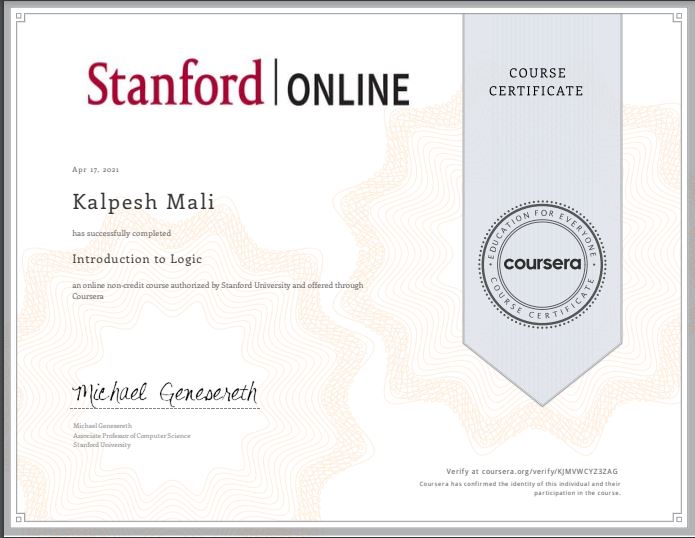 Stanford | ONLINE
COURSE
CERTIFICATE
Apr 17, 2021
Kalpesh Mali
has successfully completed
Introduction to Logic
an online non-credit course authorized by Stanford University and offered through
Coursera
EDUCATION FOR EVERYONE
coursera
COURSE CERTIFICATE
Michael Genesereth
Michael Genesereth
Associate Professor of Computer Science
Stanford University
Verify at coursera.org/verify/KJMVWCYZ3ZAG
Coursera has confirmed the identity of this individual and their
participation in the course.